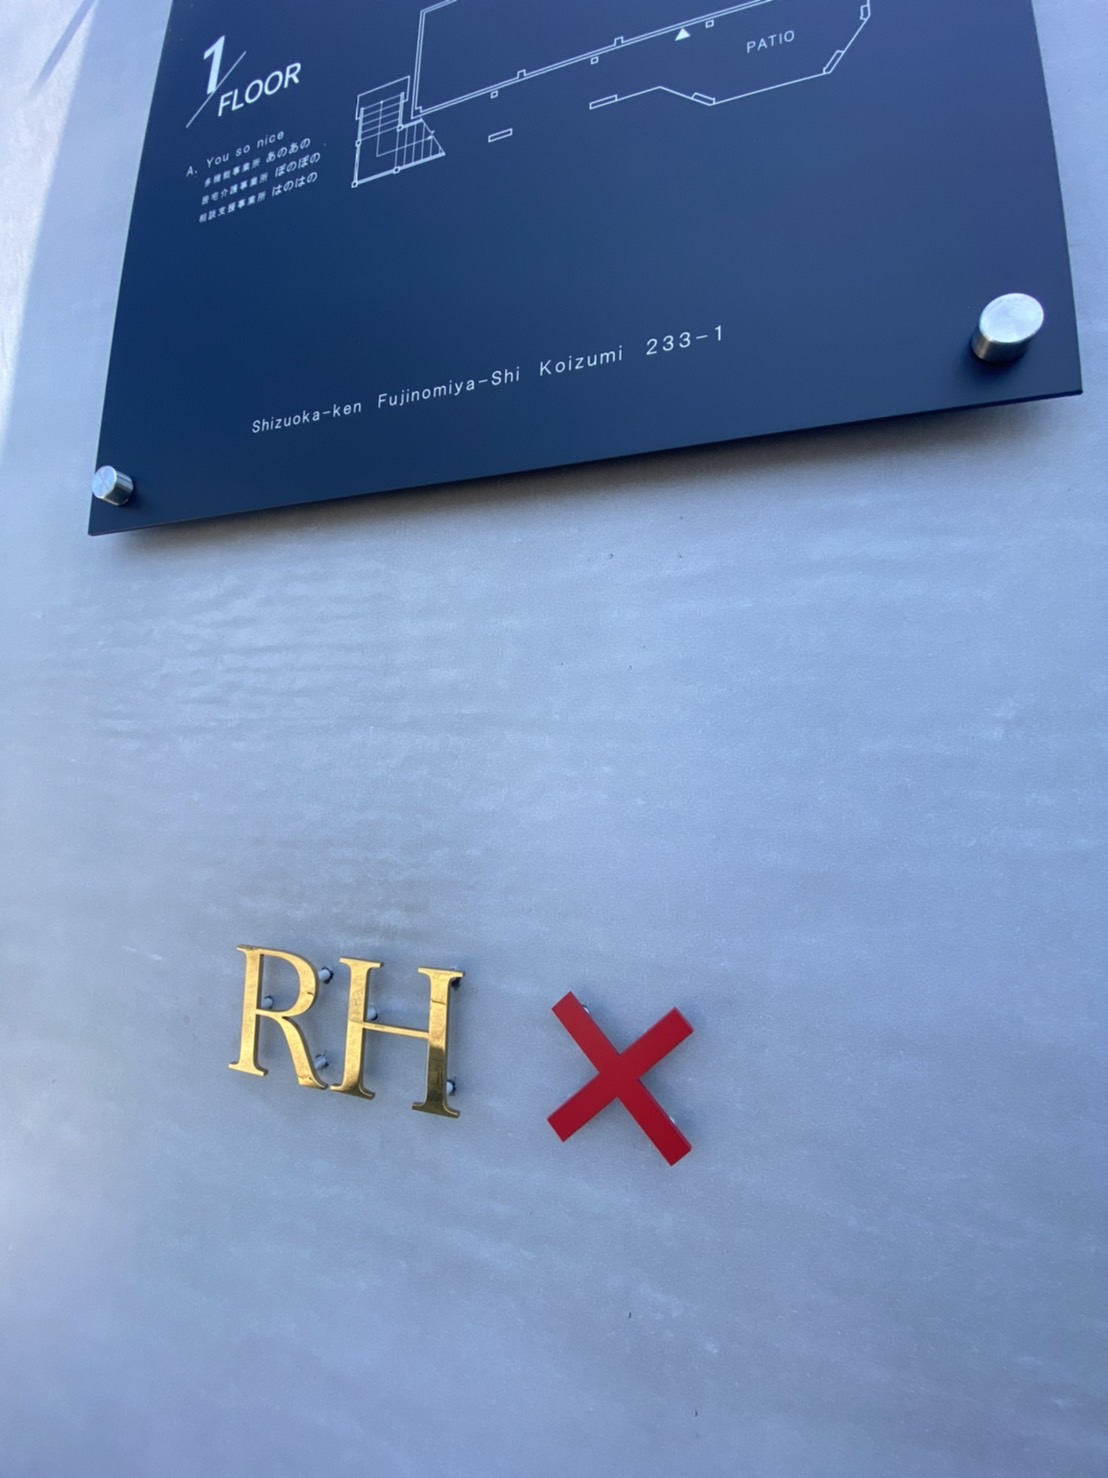 1
FLOOR
A. You so nice
多機能事業所 あのあの
居宅介護事業所 ぽのぽの
相談支援事業所 はのはの
PATIO
Shizuoka-ken Fujinomiya-Shi Koizumi 233-1
RH ×